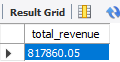 Result Grid
total_revenue
817860.05